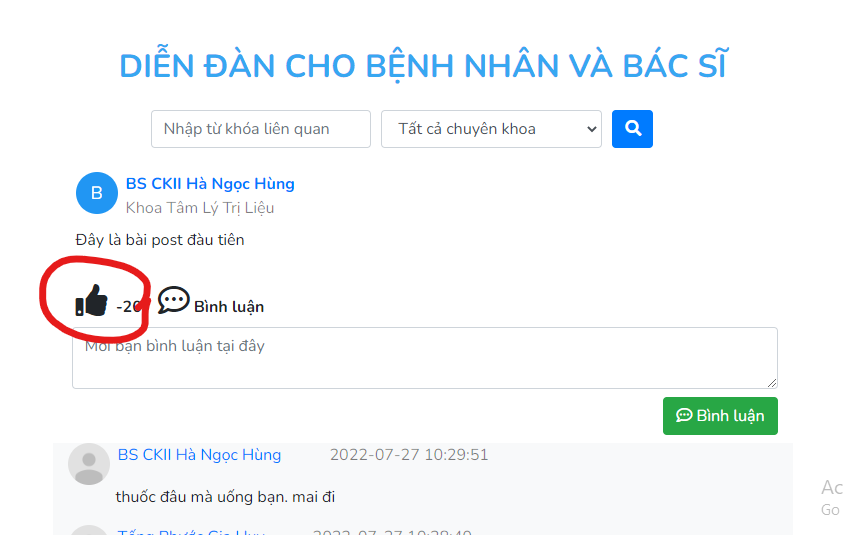 DIỄN ĐÀN CHO BỆNH NHÂN VÀ BÁC SĨ
Nhập từ khóa liên quan
Tất cả chuyên khoa
B
BS CKII Hà Ngọc Hùng
Khoa Tâm Lý Trị Liệu
Đây là bài post đàu tiên
Bình luận
bạn bình luận tại đây
Bình luận
BS CKII Hà Ngọc Hùng 2022-07-27 10:29:51
thuốc đâu mà uống bạn. mai đi